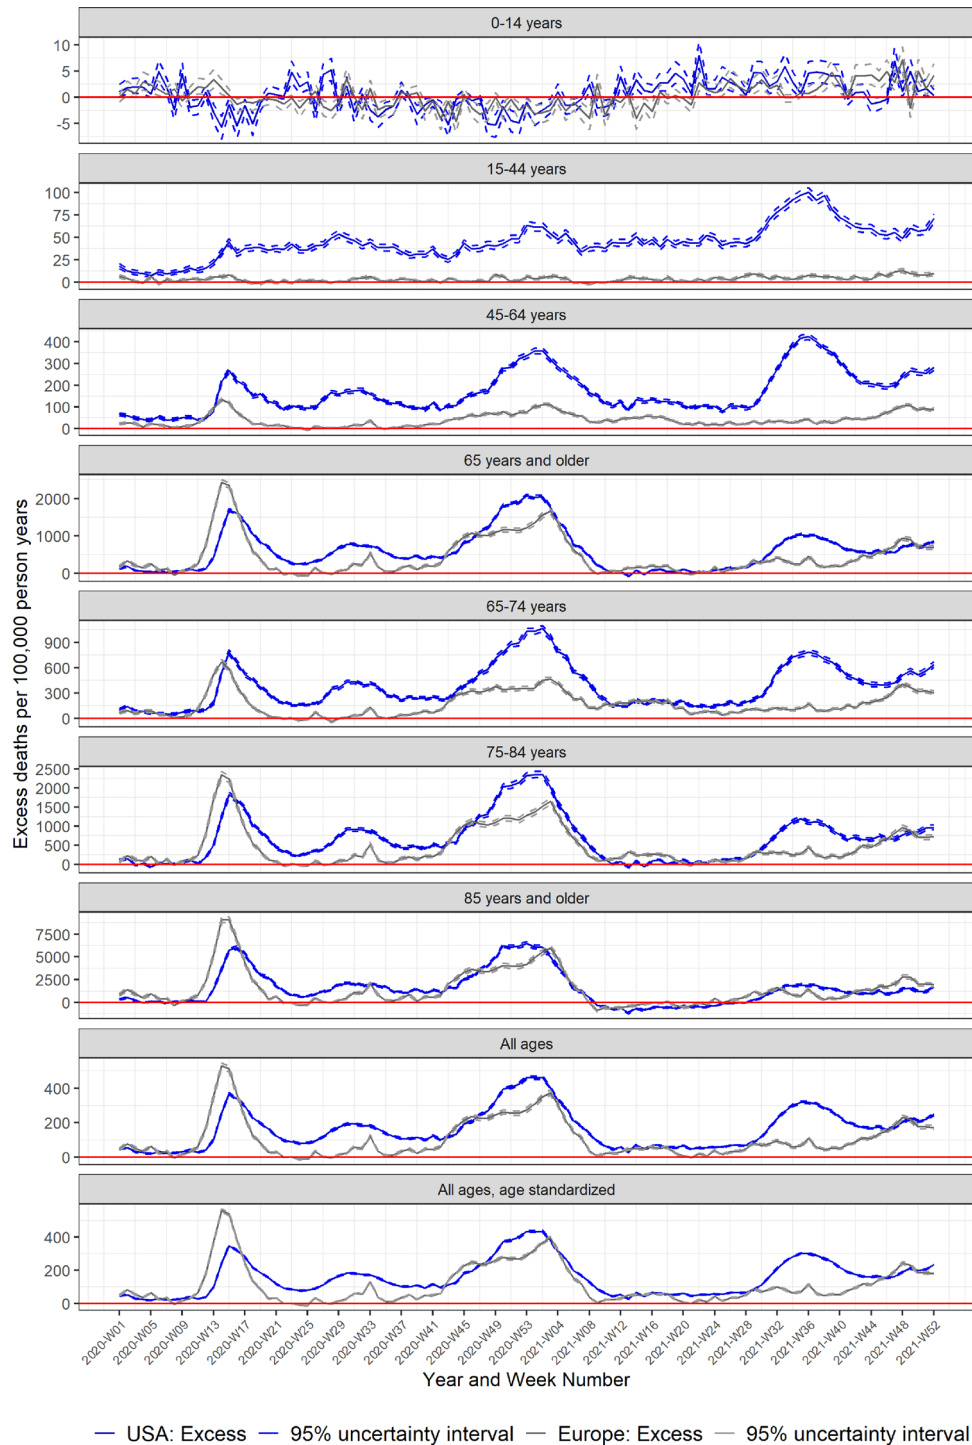 0-14 years
10
5
0
-5
15-44 years
100
75
50
25
0
45-64 years
400
300
200
100
0
65 years and older
2000
1000
0
65-74 years
900
600
300
0
75-84 years
2500
2000
1500
1000
500
0
85 years and older
7500
5000
2500
0
All ages
400
200
0
All ages, age standardized
400
200
0
Excess deaths per 100,000 person years
2020-W01 2020-W05 2020-W09 2020-W13 2020-W17 2020-W21 2020-W25 2020-W29 2020-W33 2020-W37 2020-W41 2020-W45 2020-W49 2020-W53 2021-W04 2021-W08 2021-W12 2021-W16 2021-W20 2021-W24 2021-W28 2021-W32 2021-W36 2021-W40 2021-W44 2021-W48 2021-W52
Year and Week Number
USA: Excess 95% uncertainty interval Europe: Excess 95% uncertainty interval